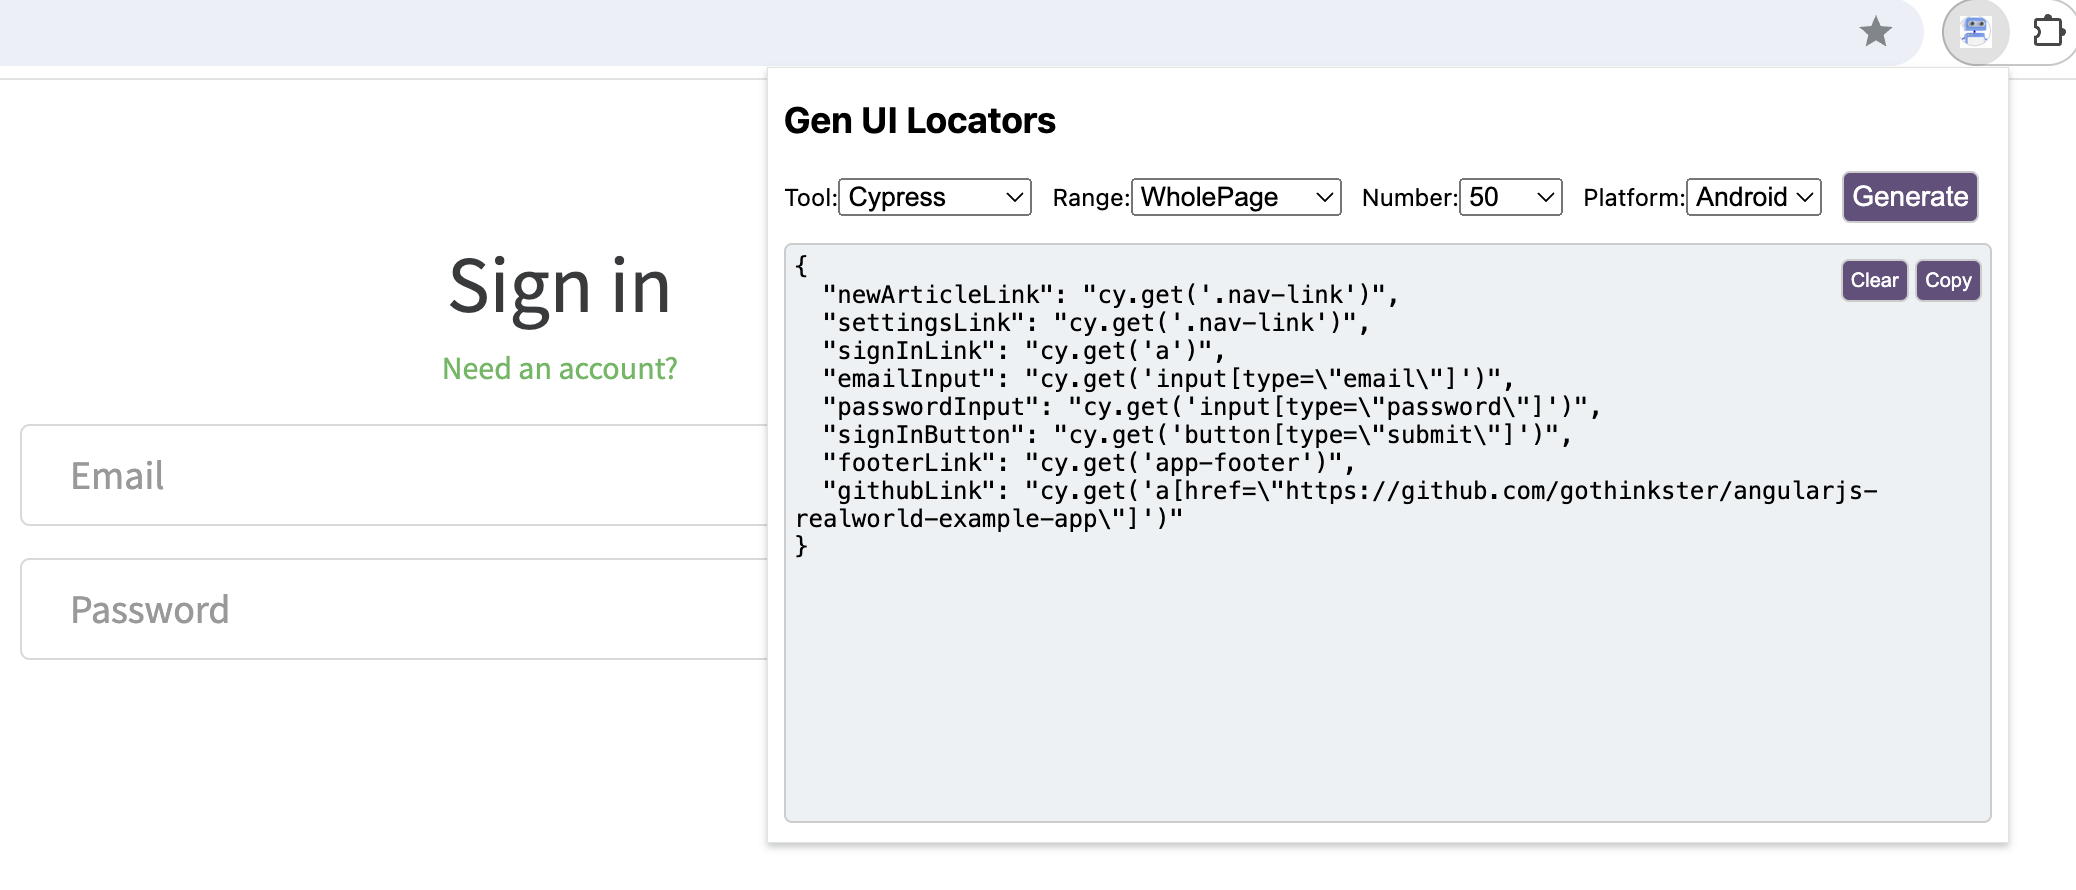 Sign in
Need an account?
Email
Password
Gen UI Locators
Tool: Cypress Range: WholePage Number: 50 Platform: Android Generate
Clear Copy
{
  "newArticleLink": "cy.get('.nav-link')",
  "settingsLink": "cy.get('.nav-link')",
  "signInLink": "cy.get('a')",
  "emailInput": "cy.get('input[type=\"email\"]')",
  "passwordInput": "cy.get('input[type=\"password\"]')",
  "signInButton": "cy.get('button[type=\"submit\"]')",
  "footerLink": "cy.get('app-footer')",
  "githubLink": "cy.get('a[href=\"https://github.com/gothinkster/angularjs-
realworld-example-app\"]')"
}